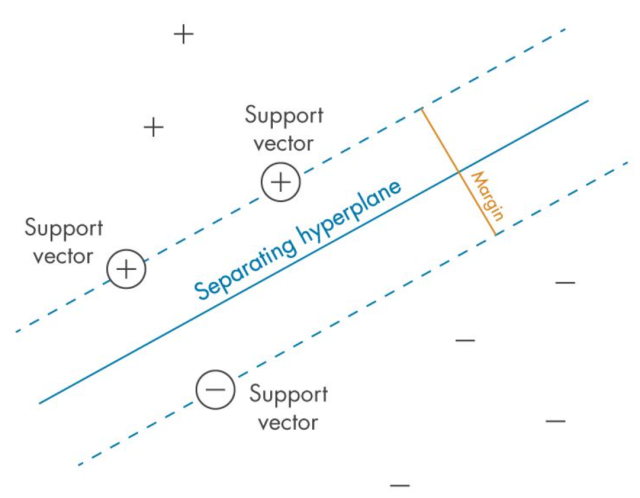 Support
vector
Support
vector
Separating hyperplane
Margin
Support
vector